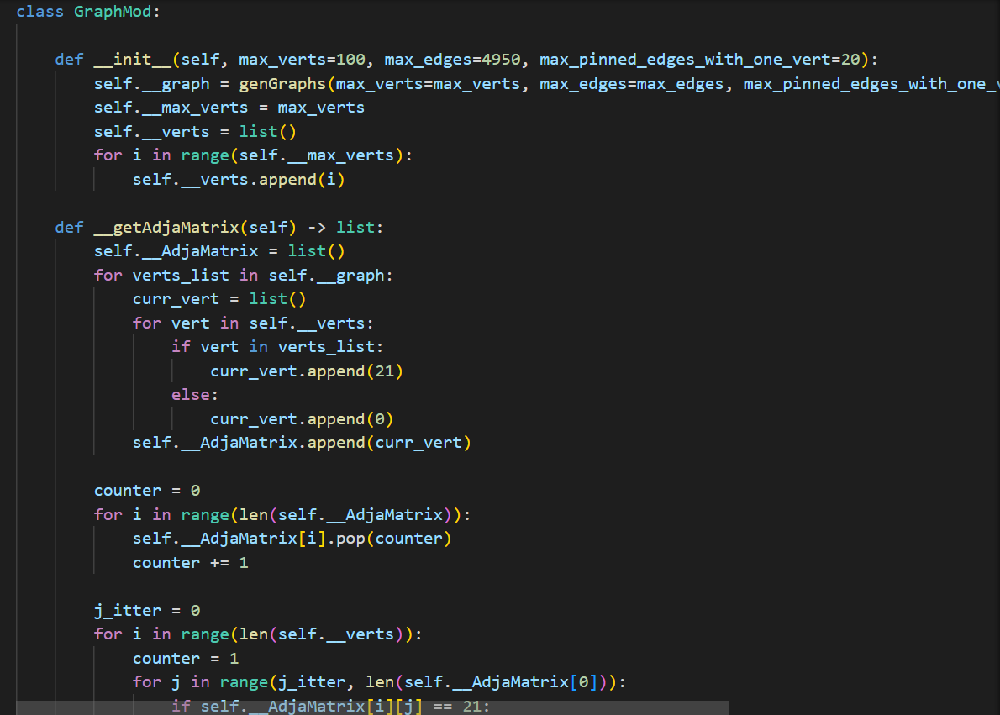 class GraphMod:
def __init__(self, max_verts=100, max_edges=4950, max_pinned_edges_with_one_vert=20):
self.__graph = genGraphs(max_verts=max_verts, max_edges=max_edges, max_pinned_edges_with_one_
self.__max_verts = max_verts
self.__verts = list()
for i in range(self.__max_verts):
self.__verts.append(i)
def __getAdjaMatrix(self) -> list:
self.__AdjaMatrix = list()
for verts_list in self.__graph:
curr_vert = list()
for vert in self.__verts:
if vert in verts_list:
curr_vert.append(21)
else:
curr_vert.append(0)
self.__AdjaMatrix.append(curr_vert)
counter = 0
for i in range(len(self.__AdjaMatrix)):
self.__AdjaMatrix[i].pop(counter)
counter += 1
j_itter = 0
for i in range(len(self.__verts)):
counter = 1
for j in range(j_itter, len(self.__AdjaMatrix[0])):
if self.__AdjaMatrix[i][j] == 21: